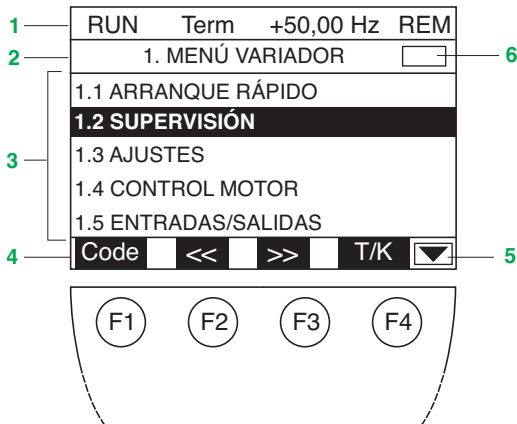 1 RUN Term +50,00 Hz REM
2 1. MENÚ VARIADOR 6
1.1 ARRANQUE RÁPIDO
1.2 SUPERVISIÓN
3 1.3 AJUSTES
1.4 CONTROL MOTOR
1.5 ENTRADAS/SALIDAS
4 Code << >> T/K 5
F1 F2 F3 F4